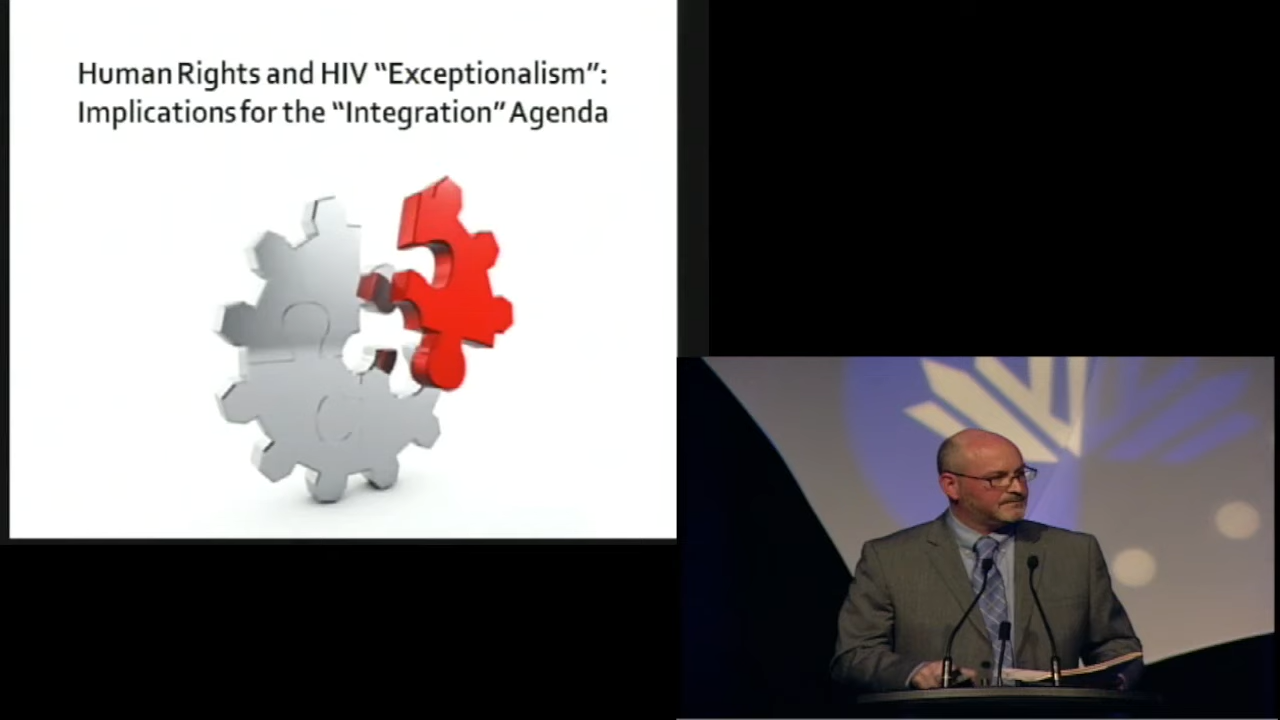 Human Rights and HIV “Exceptionalism”:
Implications for the “Integration” Agenda